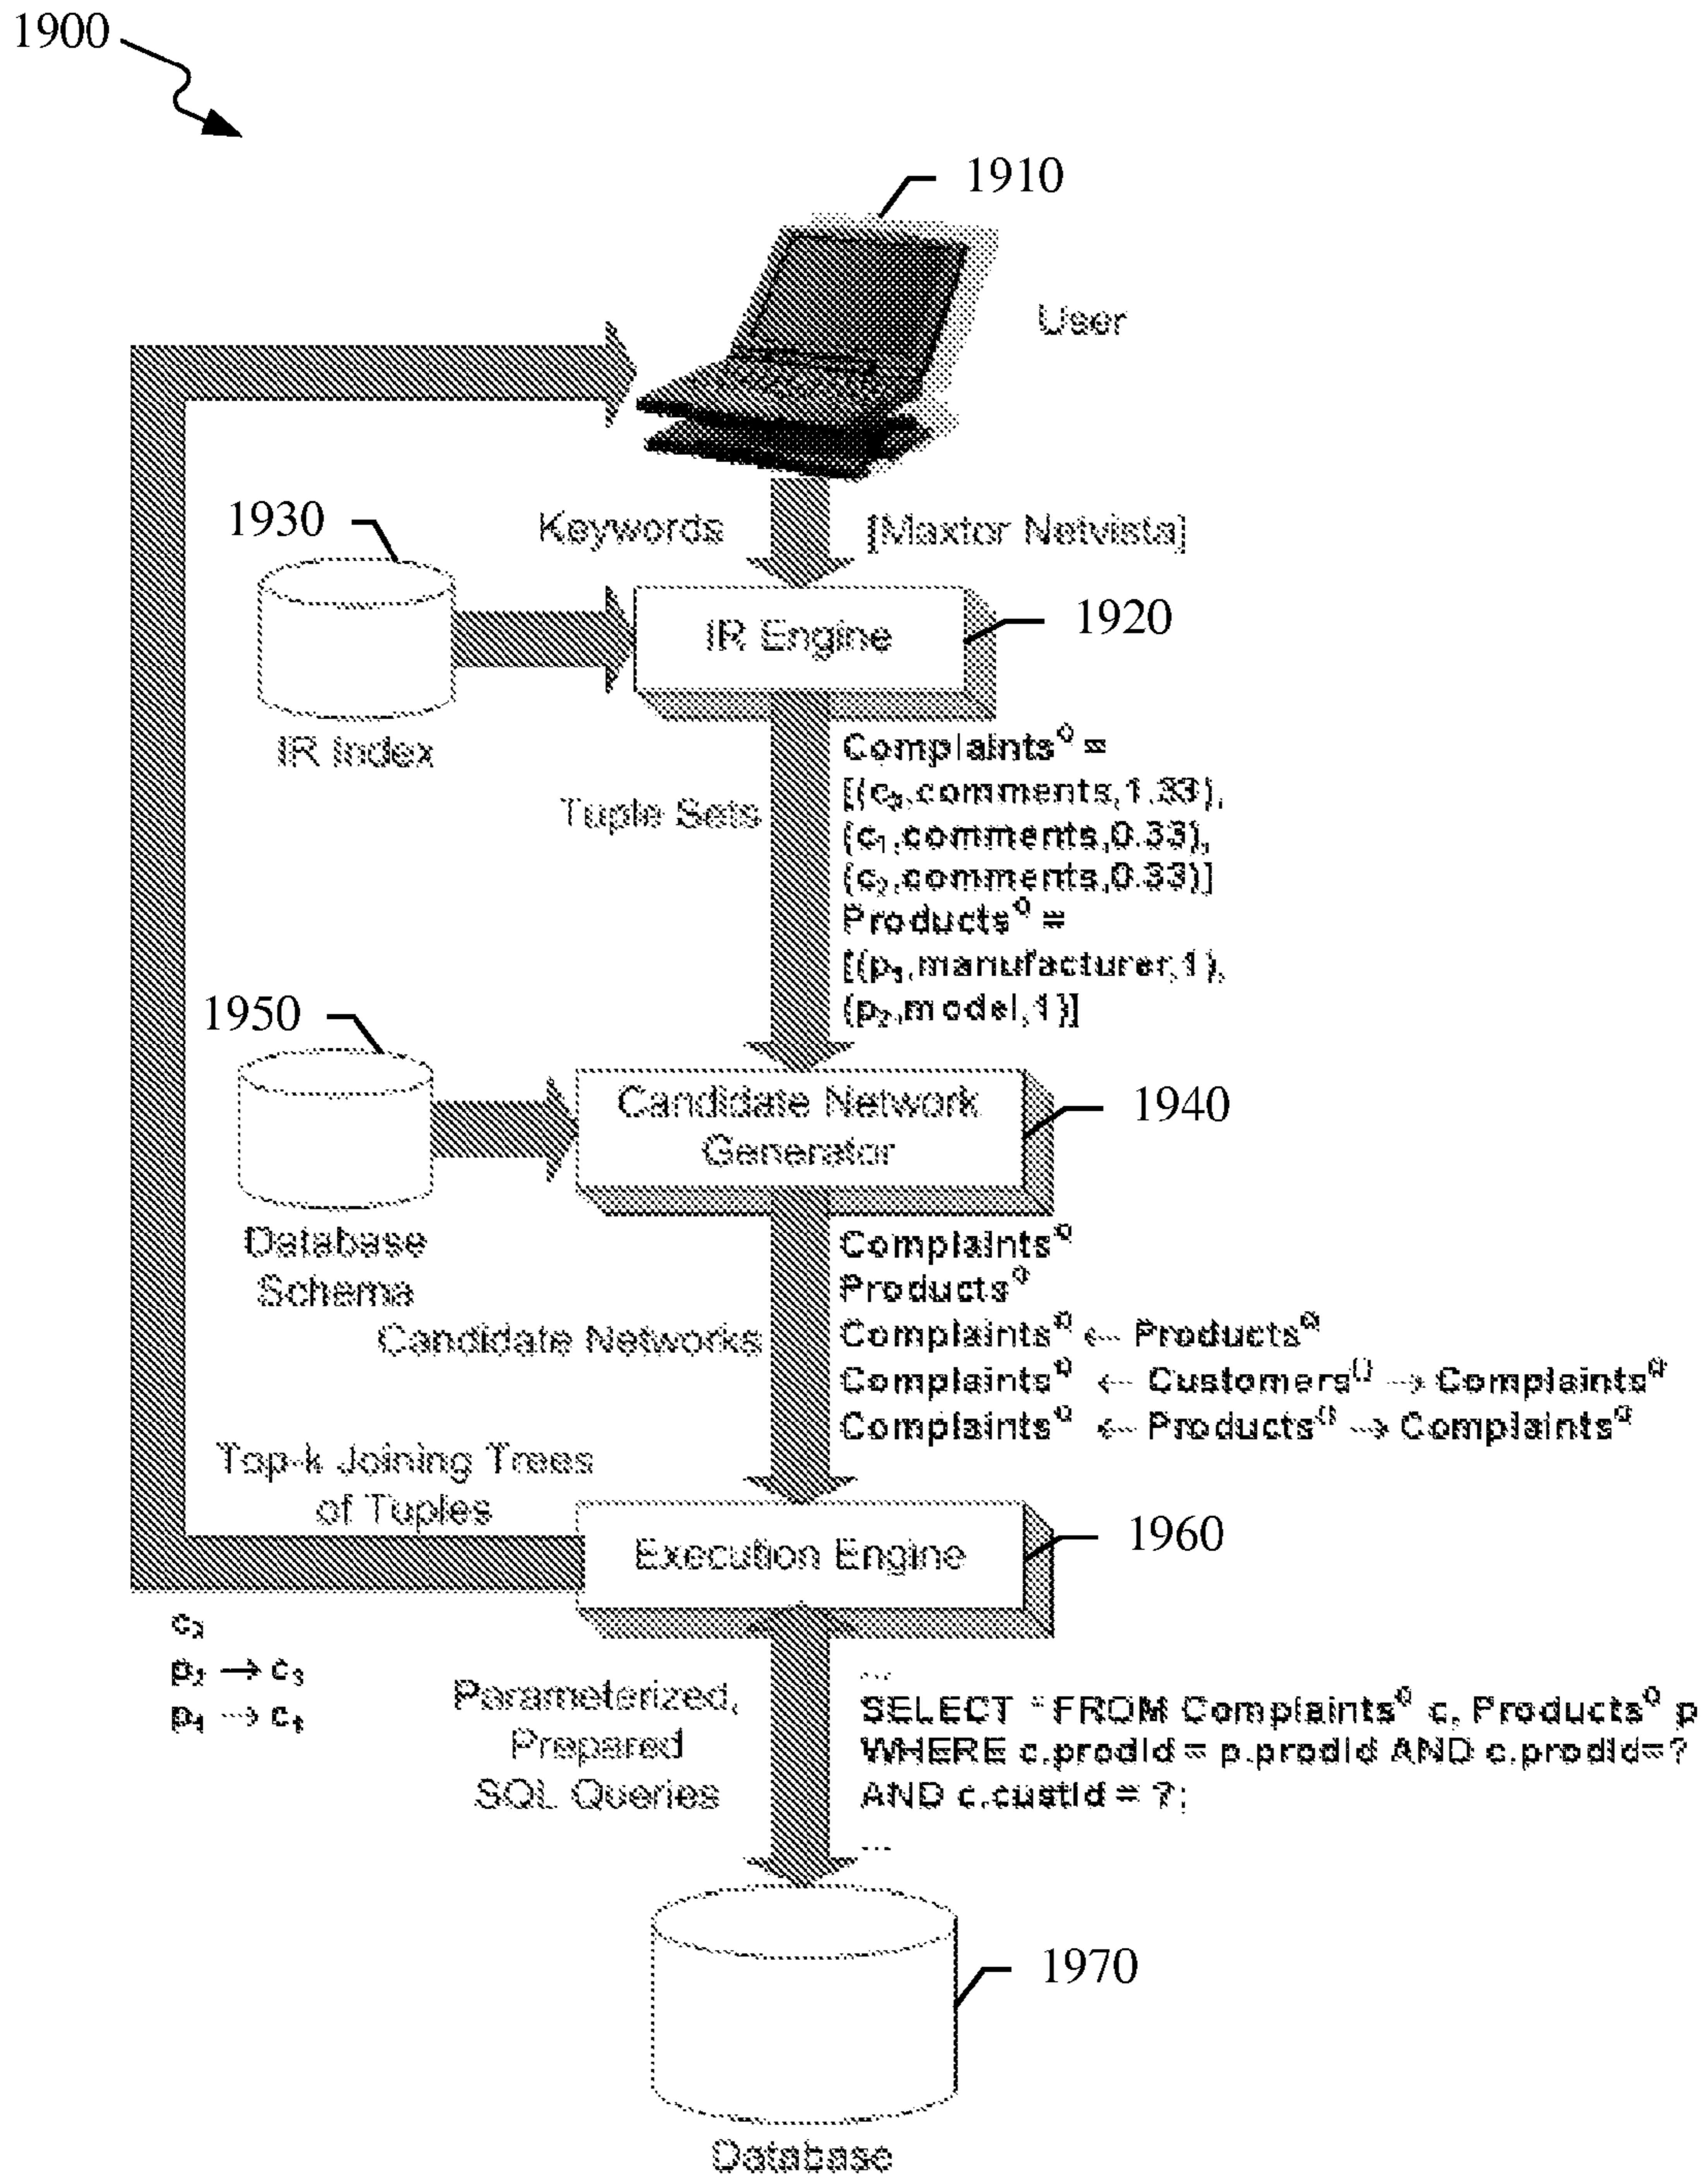 1900
1910
User
Keywords
[Maxtor Netvista]
1930
IR Engine
1920
IR Index
Tuple Sets
Complaints^Q =
[(c₃,comments,1.33),
(c₁,comments,0.33),
(c₂,comments,0.33)]
Products^Q =
[(p₁,manufacturer,1),
(p₂,model,1)]
1950
Candidate Network
Generator
1940
Database
Schema
Candidate Networks
Complaints^Q
Products^Q
Complaints^Q ← Products^Q
Complaints^Q ← Customers^{} → Complaints^Q
Complaints^Q ← Products^{} → Complaints^Q
Top-k Joining Trees
of Tuples
Execution Engine
1960
c₃
p₂ → c₃
p₁ → c₁
Parameterized,
Prepared
SQL Queries
...
SELECT * FROM Complaints^Q c, Products^Q p
WHERE c.prodId = p.prodId AND c.prodId=?
AND c.custId = ?;
...
1970
Database